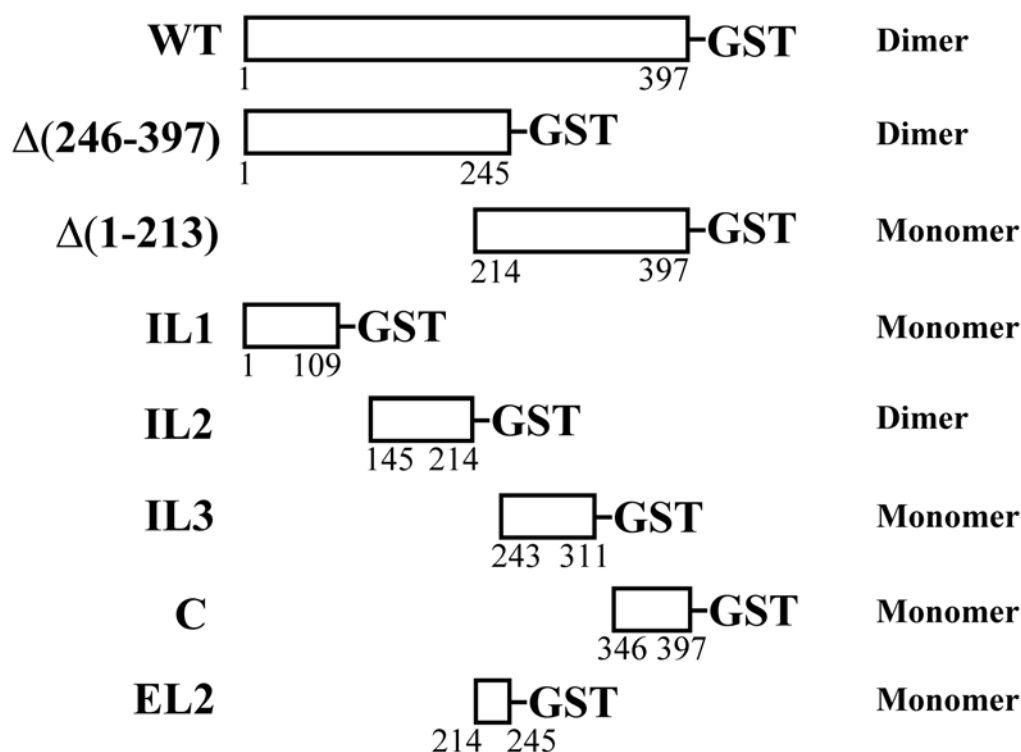 WT GST Dimer
1 397
Δ(246-397) GST Dimer
1 245
Δ(1-213) GST Monomer
214 397
IL1 GST Monomer
1 109
IL2 GST Dimer
145 214
IL3 GST Monomer
243 311
C GST Monomer
346 397
EL2 GST Monomer
214 245